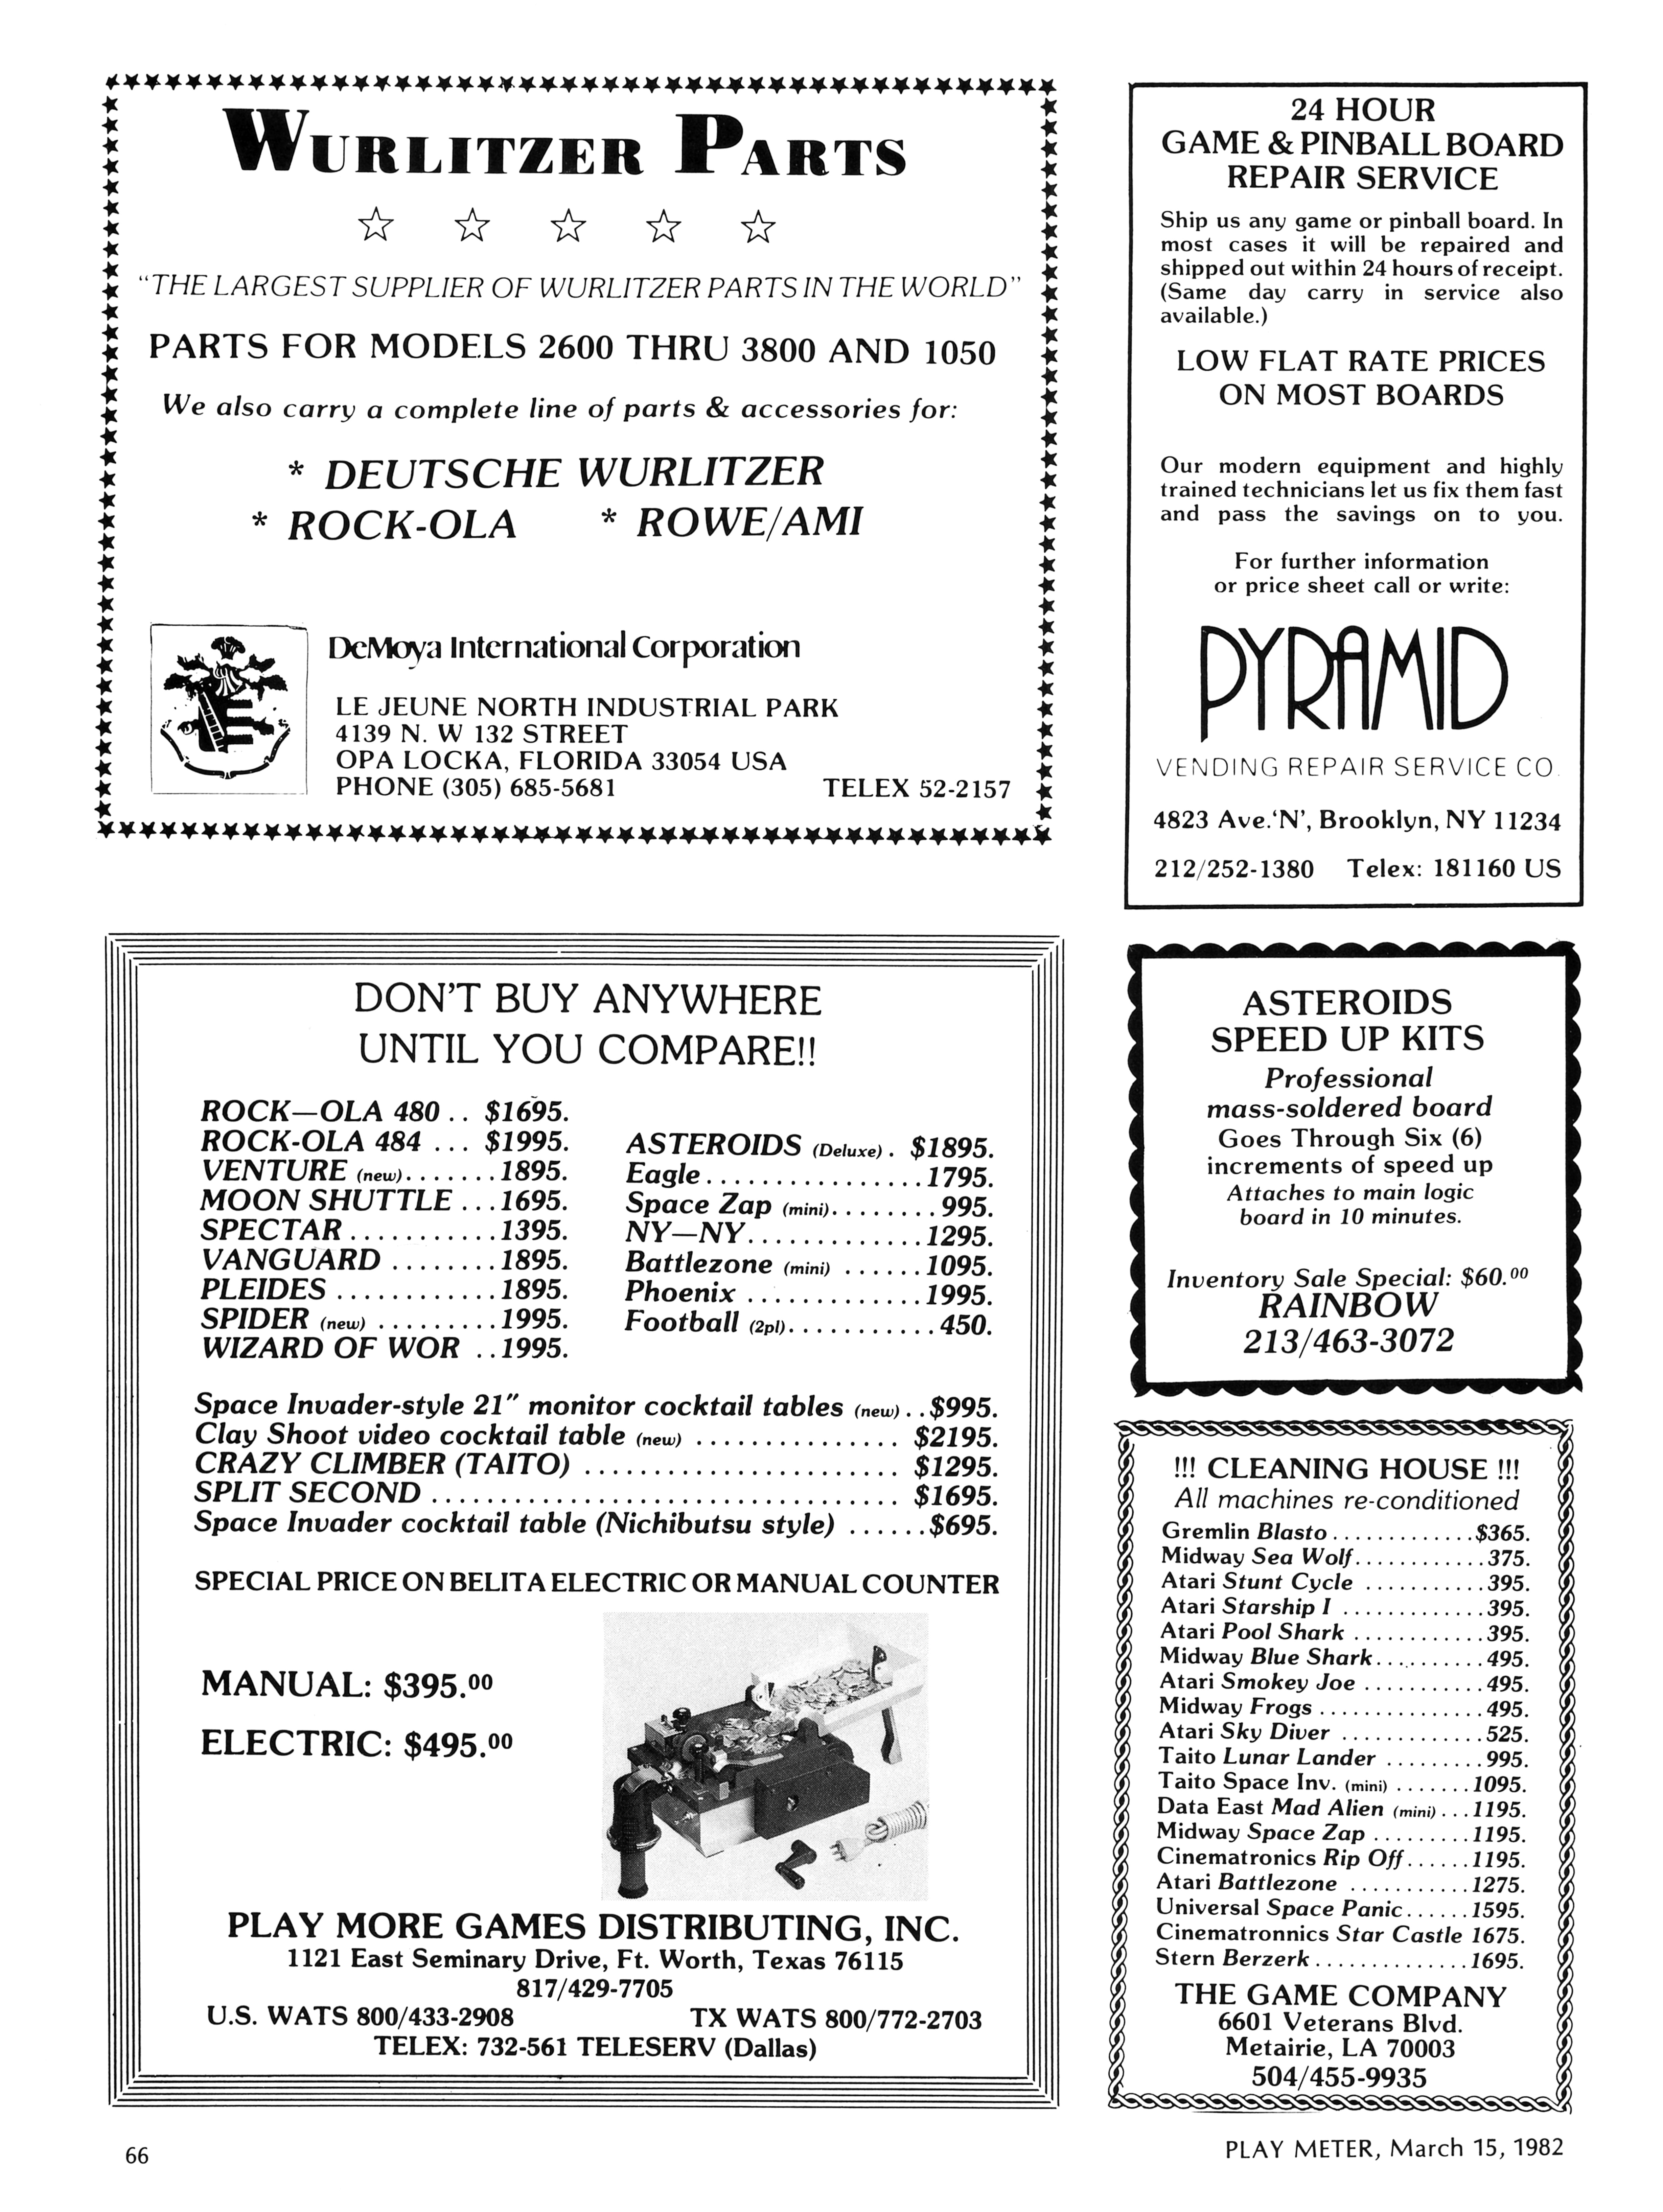 WURLITZER PARTS
"THE LARGEST SUPPLIER OF WURLITZER PARTS IN THE WORLD"
PARTS FOR MODELS 2600 THRU 3800 AND 1050
We also carry a complete line of parts & accessories for:
* DEUTSCHE WURLITZER
* ROCK-OLA * ROWE/AMI
DeMoya International Corporation
LE JEUNE NORTH INDUSTRIAL PARK
4139 N. W 132 STREET
OPA LOCKA, FLORIDA 33054 USA
PHONE (305) 685-5681 TELEX 52-2157
24 HOUR
GAME & PINBALL BOARD
REPAIR SERVICE
Ship us any game or pinball board. In
most cases it will be repaired and
shipped out within 24 hours of receipt.
(Same day carry in service also
available.)
LOW FLAT RATE PRICES
ON MOST BOARDS
Our modern equipment and highly
trained technicians let us fix them fast
and pass the savings on to you.
For further information
or price sheet call or write:
PYRAMID
VENDING REPAIR SERVICE CO.
4823 Ave.'N', Brooklyn, NY 11234
212/252-1380 Telex: 181160 US
DON'T BUY ANYWHERE
UNTIL YOU COMPARE!!
ROCK—OLA 480 .. $1695.
ROCK-OLA 484 ... $1995.
VENTURE (new)....... 1895.
MOON SHUTTLE ... 1695.
SPECTAR ........... 1395.
VANGUARD ........ 1895.
PLEIDES ............ 1895.
SPIDER (new) ......... 1995.
WIZARD OF WOR .. 1995.
ASTEROIDS (Deluxe) . $1895.
Eagle................ 1795.
Space Zap (mini)........ 995.
NY—NY............. 1295.
Battlezone (mini) ...... 1095.
Phoenix ............. 1995.
Football (2pl)........... 450.
Space Invader-style 21" monitor cocktail tables (new) .. $995.
Clay Shoot video cocktail table (new) ............... $2195.
CRAZY CLIMBER (TAITO) ....................... $1295.
SPLIT SECOND .................................. $1695.
Space Invader cocktail table (Nichibutsu style) ...... $695.
SPECIAL PRICE ON BELITA ELECTRIC OR MANUAL COUNTER
MANUAL: $395.00
ELECTRIC: $495.00
PLAY MORE GAMES DISTRIBUTING, INC.
1121 East Seminary Drive, Ft. Worth, Texas 76115
817/429-7705
U.S. WATS 800/433-2908 TX WATS 800/772-2703
TELEX: 732-561 TELESERV (Dallas)
ASTEROIDS
SPEED UP KITS
Professional
mass-soldered board
Goes Through Six (6)
increments of speed up
Attaches to main logic
board in 10 minutes.
Inventory Sale Special: $60.00
RAINBOW
213/463-3072
!!! CLEANING HOUSE !!!
All machines re-conditioned
Gremlin Blasto ............. $365.
Midway Sea Wolf............ 375.
Atari Stunt Cycle ........... 395.
Atari Starship I ............. 395.
Atari Pool Shark ............ 395.
Midway Blue Shark.......... 495.
Atari Smokey Joe ........... 495.
Midway Frogs ............... 495.
Atari Sky Diver ............. 525.
Taito Lunar Lander ......... 995.
Taito Space Inv. (mini) ....... 1095.
Data East Mad Alien (mini) ... 1195.
Midway Space Zap ......... 1195.
Cinematronics Rip Off...... 1195.
Atari Battlezone ........... 1275.
Universal Space Panic...... 1595.
Cinematronnics Star Castle 1675.
Stern Berzerk .............. 1695.
THE GAME COMPANY
6601 Veterans Blvd.
Metairie, LA 70003
504/455-9935
66
PLAY METER, March 15, 1982